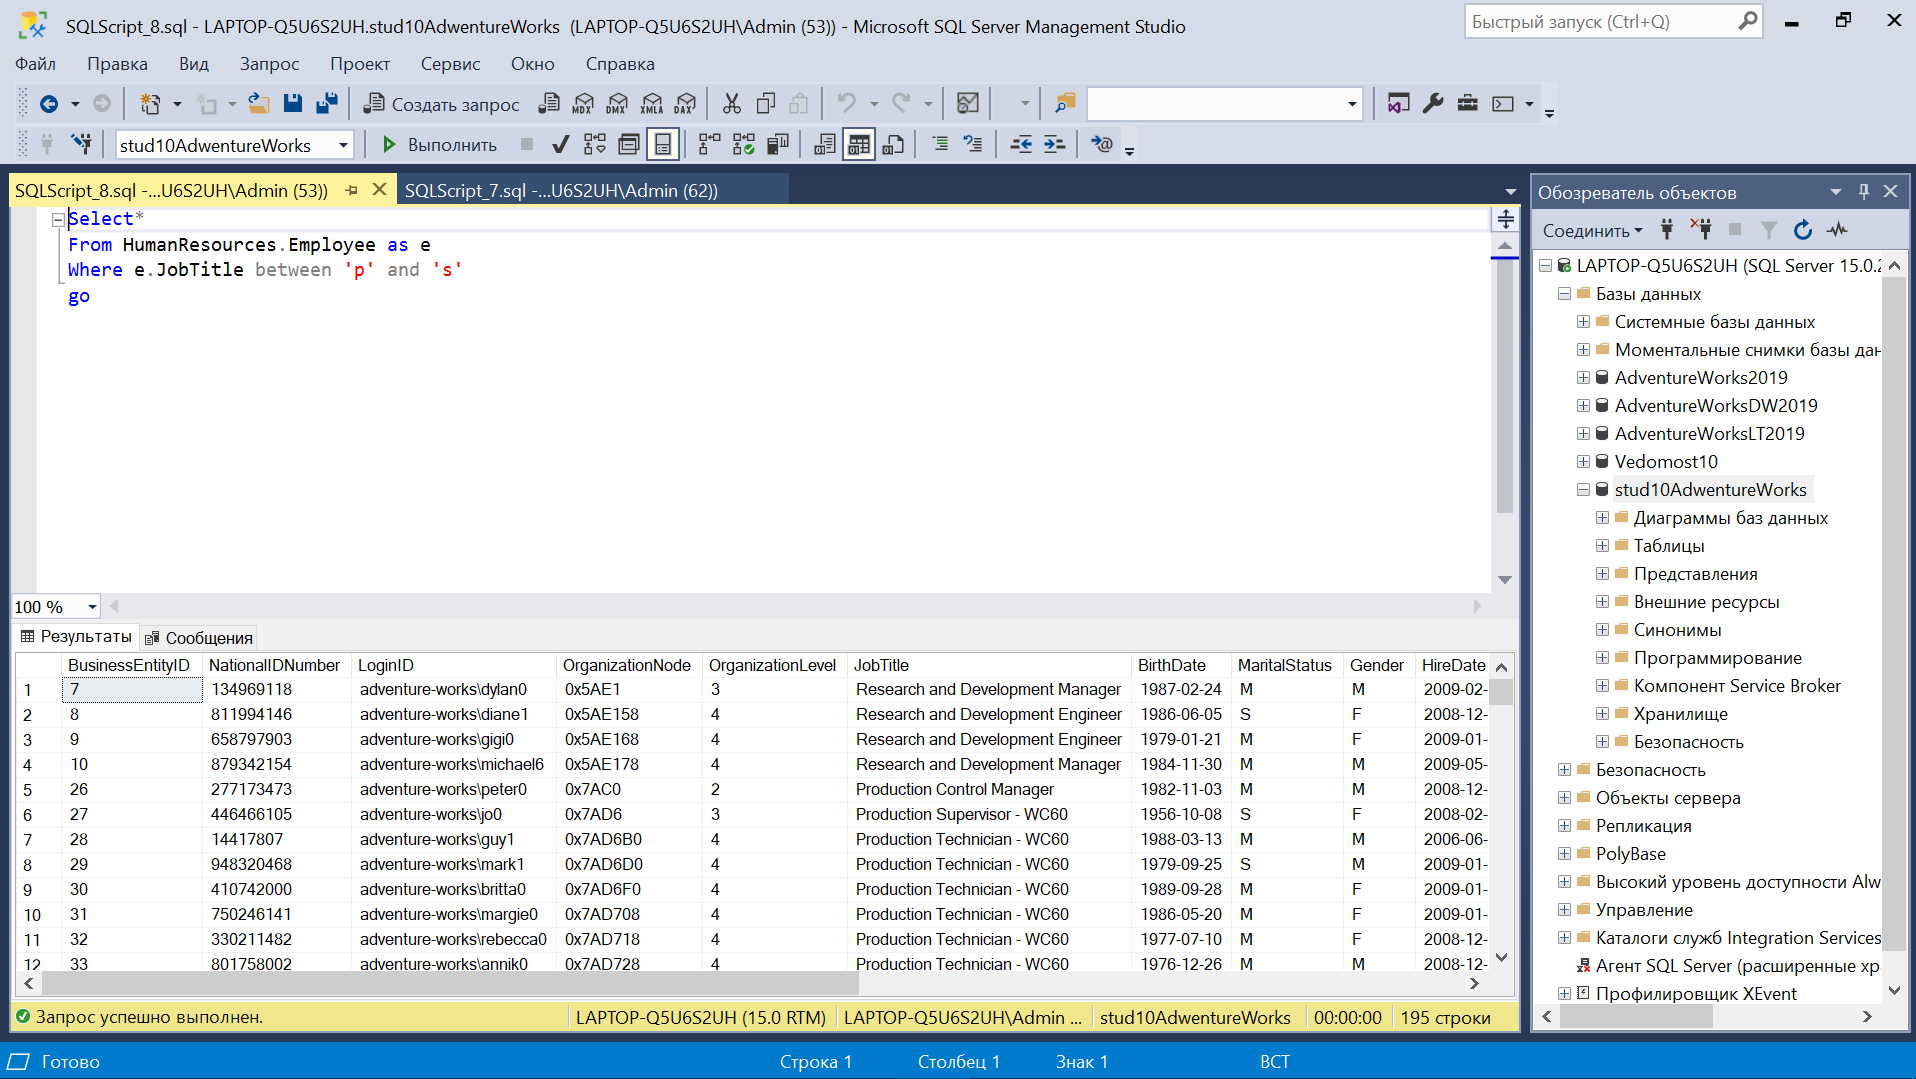 SQLScript_8.sql - LAPTOP-Q5U6S2UH.stud10AdwentureWorks (LAPTOP-Q5U6S2UH\Admin (53)) - Microsoft SQL Server Management Studio
Быстрый запуск (Ctrl+Q)
Файл Правка Вид Запрос Проект Сервис Окно Справка
Создать запрос MDX DMX XMLA DAX
stud10AdwentureWorks Выполнить
SQLScript_8.sql -...U6S2UH\Admin (53)) SQLScript_7.sql -...U6S2UH\Admin (62))
Select*
From HumanResources.Employee as e
Where e.JobTitle between 'p' and 's'
go
100 %
Результаты Сообщения
BusinessEntityID NationalIDNumber LoginID OrganizationNode OrganizationLevel JobTitle BirthDate MaritalStatus Gender HireDate
1 7 134969118 adventure-works\dylan0 0x5AE1 3 Research and Development Manager 1987-02-24 M M 2009-02-
2 8 811994146 adventure-works\diane1 0x5AE158 4 Research and Development Engineer 1986-06-05 S F 2008-12-
3 9 658797903 adventure-works\gigi0 0x5AE168 4 Research and Development Engineer 1979-01-21 M F 2009-01-
4 10 879342154 adventure-works\michael6 0x5AE178 4 Research and Development Manager 1984-11-30 M M 2009-05-
5 26 277173473 adventure-works\peter0 0x7AC0 2 Production Control Manager 1982-11-03 M M 2008-12-
6 27 446466105 adventure-works\jo0 0x7AD6 3 Production Supervisor - WC60 1956-10-08 S F 2008-02-
7 28 14417807 adventure-works\guy1 0x7AD6B0 4 Production Technician - WC60 1988-03-13 M M 2006-06-
8 29 948320468 adventure-works\mark1 0x7AD6D0 4 Production Technician - WC60 1979-09-25 S M 2009-01-
9 30 410742000 adventure-works\britta0 0x7AD6F0 4 Production Technician - WC60 1989-09-28 M F 2009-01-
10 31 750246141 adventure-works\margie0 0x7AD708 4 Production Technician - WC60 1986-05-20 M F 2009-01-
11 32 330211482 adventure-works\rebecca0 0x7AD718 4 Production Technician - WC60 1977-07-10 M F 2008-12-
12 33 801758002 adventure-works\annik0 0x7AD728 4 Production Technician - WC60 1976-12-26 M M 2008-12-
Запрос успешно выполнен. LAPTOP-Q5U6S2UH (15.0 RTM) LAPTOP-Q5U6S2UH\Admin ... stud10AdwentureWorks 00:00:00 195 строки
Обозреватель объектов
Соединить
LAPTOP-Q5U6S2UH (SQL Server 15.0.2
Базы данных
Системные базы данных
Моментальные снимки базы дан
AdventureWorks2019
AdventureWorksDW2019
AdventureWorksLT2019
Vedomost10
stud10AdwentureWorks
Диаграммы баз данных
Таблицы
Представления
Внешние ресурсы
Синонимы
Программирование
Компонент Service Broker
Хранилище
Безопасность
Безопасность
Объекты сервера
Репликация
PolyBase
Высокий уровень доступности Alw
Управление
Каталоги служб Integration Services
Агент SQL Server (расширенные хр
Профилировщик XEvent
Готово Строка 1 Столбец 1 Знак 1 ВСТ